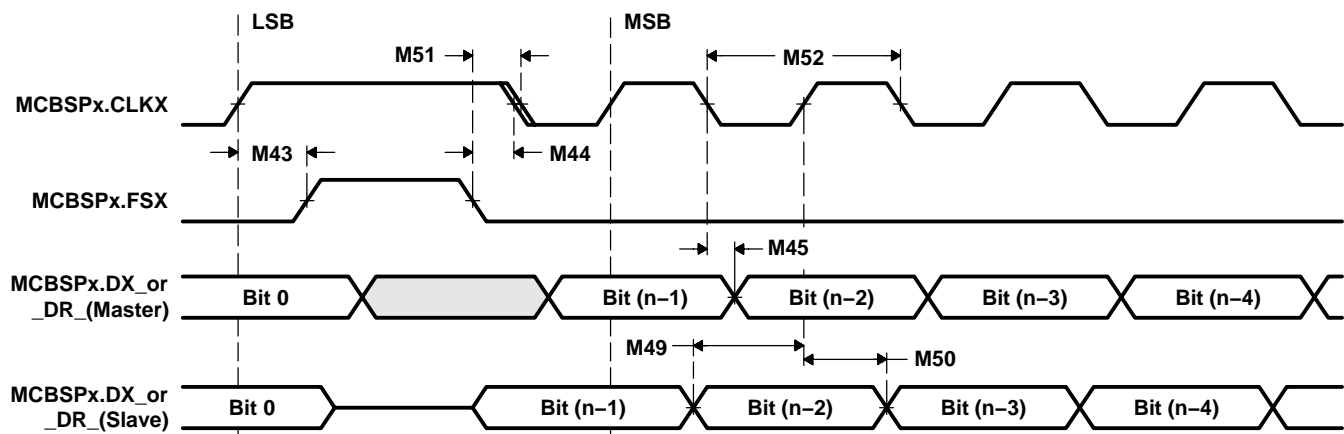 LSB
MSB
M51
M52
MCBSPx.CLKX
M43
M44
MCBSPx.FSX
M45
MCBSPx.DX_or
_DR_(Master)
Bit 0
Bit (n–1)
Bit (n–2)
Bit (n–3)
Bit (n–4)
M49
M50
MCBSPx.DX_or
_DR_(Slave)
Bit 0
Bit (n–1)
Bit (n–2)
Bit (n–3)
Bit (n–4)